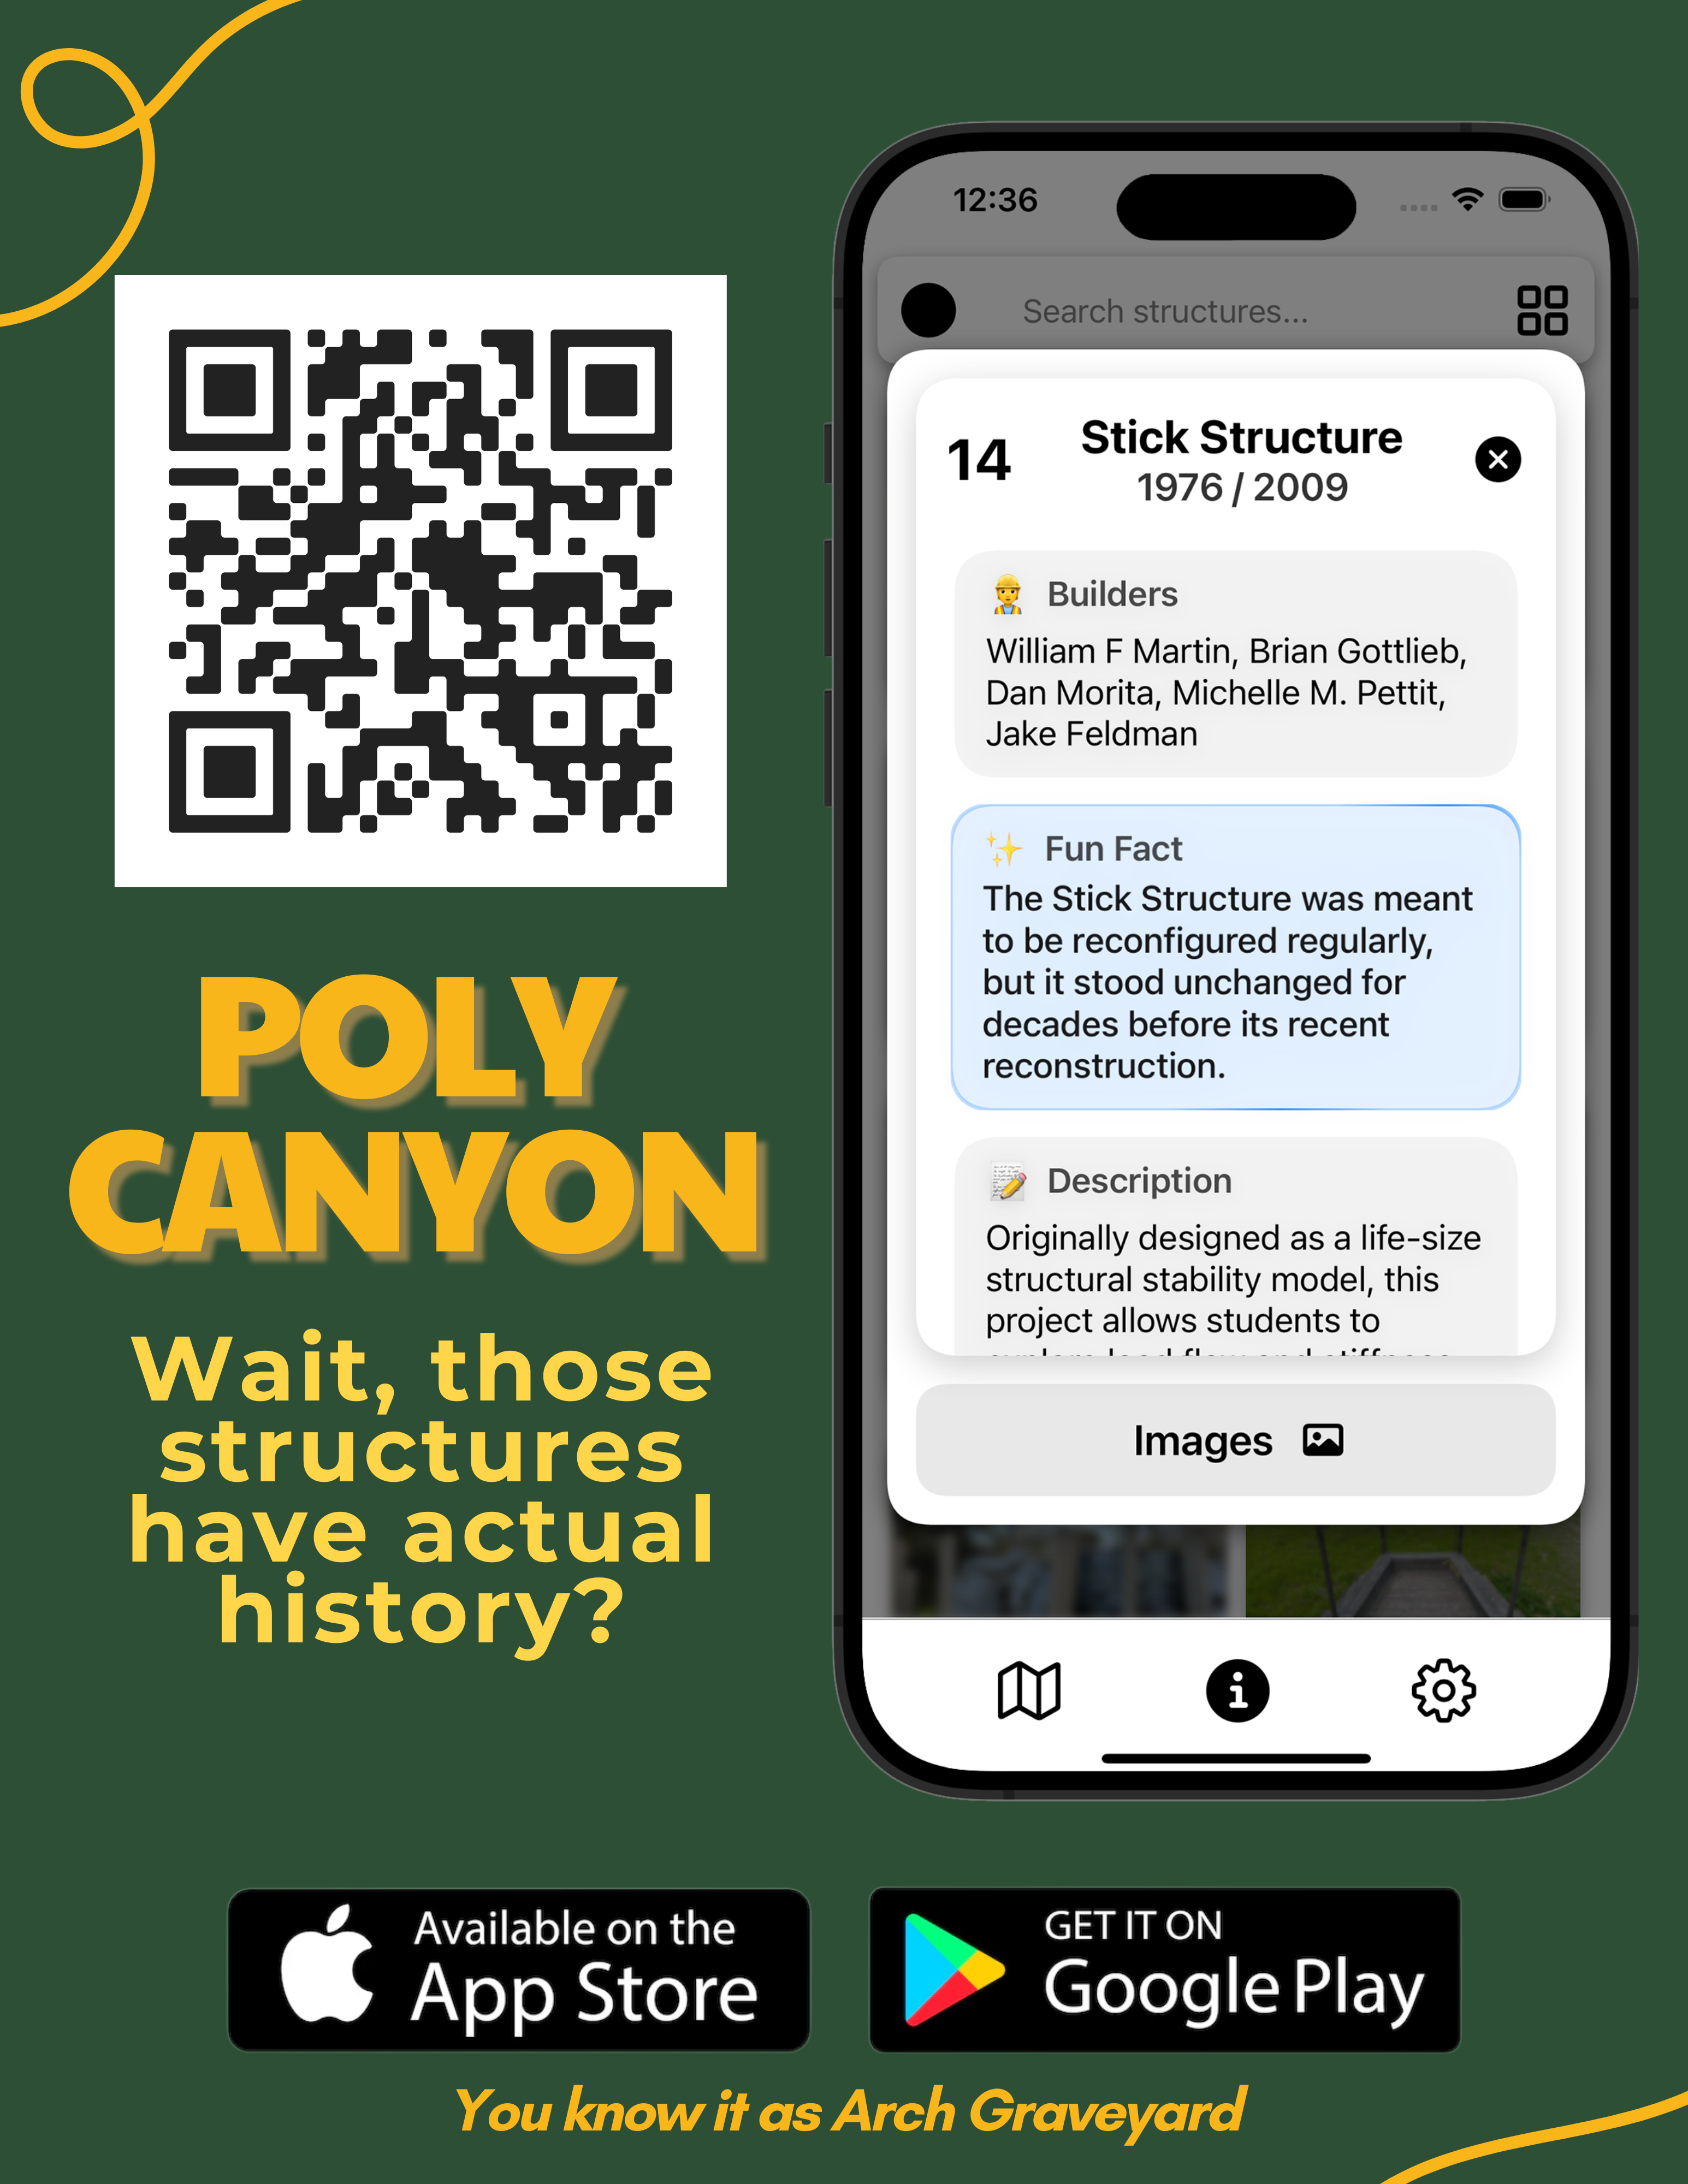 POLY
CANYON
Wait, those
structures
have actual
history?
12:36
Search structures...
14
Stick Structure
1976 / 2009
Builders
William F Martin, Brian Gottlieb,
Dan Morita, Michelle M. Pettit,
Jake Feldman
Fun Fact
The Stick Structure was meant
to be reconfigured regularly,
but it stood unchanged for
decades before its recent
reconstruction.
Description
Originally designed as a life-size
structural stability model, this
project allows students to
Images
Available on the
App Store
GET IT ON
Google Play
You know it as Arch Graveyard